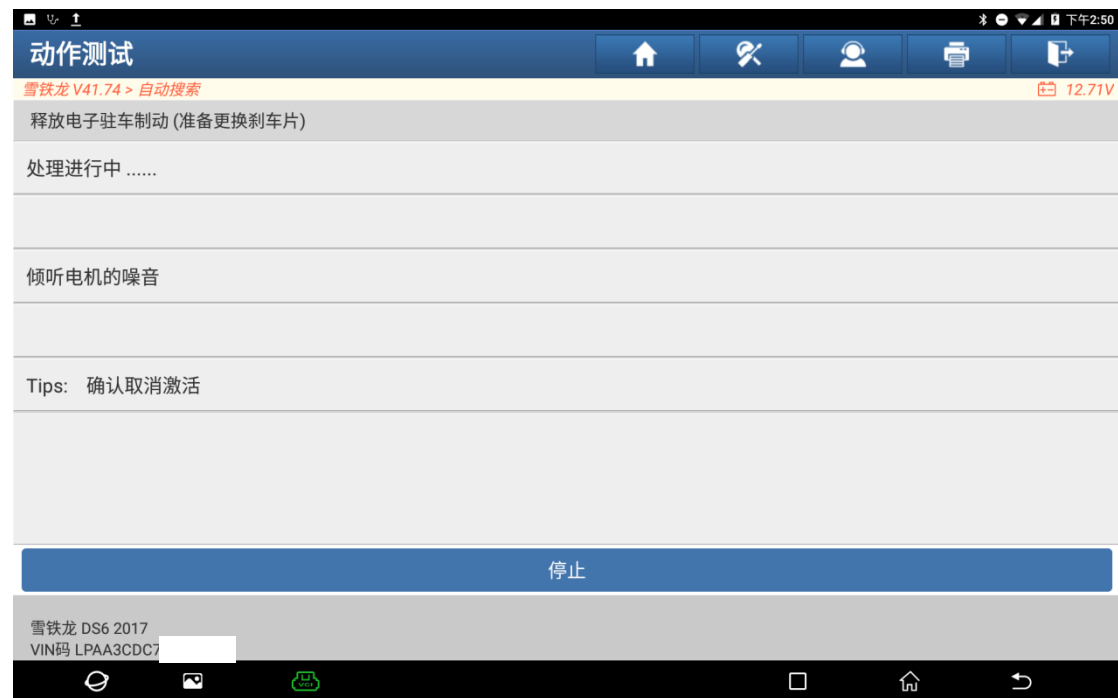 下午2:50
动作测试
雪铁龙 V41.74 > 自动搜索
12.71V
释放电子驻车制动 (准备更换刹车片)
处理进行中 ......
倾听电机的噪音
Tips: 确认取消激活
停止
雪铁龙 DS6 2017
VIN码 LPAA3CDC7
VCI